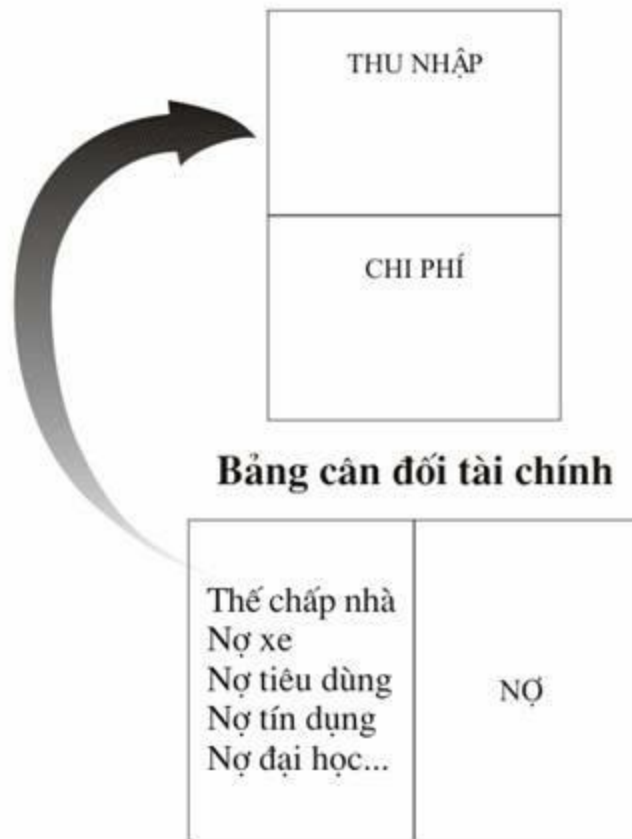 THU NHẬP
CHI PHÍ
Bảng cân đối tài chính
Thế chấp nhà
Nợ xe
Nợ tiêu dùng
Nợ tín dụng
Nợ đại học...
NỢ